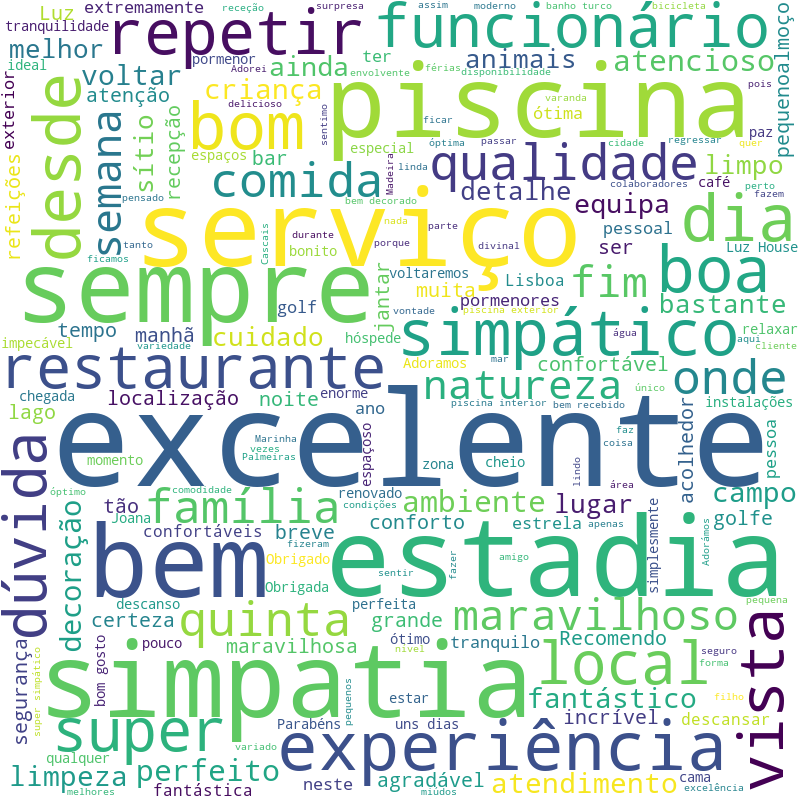 Luz
extremamente
receção
surpresa
assim
moderno
banho turco
bicicleta
tranquilidade
repetir
funcionário
melhor
pormenor
Adorei
ainda
ter
animais
atencioso
pequenoalmoço
ideal
voltar
envolvente
férias
disponibilidade
pois
exterior
desde
atenção
criança
delicioso
piscina
varanda
ótima
paz
semana
sítio
recepção
bom
sentimo
ficar
óptima
passar
cidade
regressar
quer
espaços
bar
especial
Madeira
linda
qualidade
limpo
refeições
pensado
comida
bem decorado
detalhe
colaboradores
café
perto
fazem
equipa
dia
tanto
serviço
nada
parte
pessoal
ficamos
Cascais
durante
bonito
porque
divinal
ser
Luz House
sempre
jantar
voltaremos
Lisboa
fim
boa
golf
muita
pormenores
bastante
vontade
piscina exterior
água
tempo
manhã
cuidado
hóspede
simpático
aqui
relaxar
impecável
variedade
mar
cliente
restaurante
Adoramos
confortável
onde
chegada
localização
noite
enorme
natureza
único
lago
ano
piscina interior
bem recebido
instalações
excelente
acolhedor
pessoa
Marinha
vezes
Palmeiras
espaçoso
faz
coisa
momento
zona
cheio
lindo
área
dúvida
óptimo
comodidade
renovado
condições
campo
família
ambiente
lugar
tão
Joana
conforto
estrela
apenas
golfe
decoração
confortáveis
breve
fizeram
simplesmente
Adorámos
bem
Obrigado
estadia
sentir
fazer
amigo
Obrigada
descanso
perfeita
pequena
certeza
quinta
grande
maravilhoso
segurança
super simpático
bom gosto
pouco
maravilhosa
ótimo
nível
tranquilo
Recomendo
seguro
forma
vista
simpatia
local
estar
pequenos
fantástico
filho
super
Parabéns
uns dias
incrível
descansar
variado
experiência
qualquer
limpeza
perfeito
neste
agradável
atendimento
cama
melhores
fantástica
miúdos
excelência